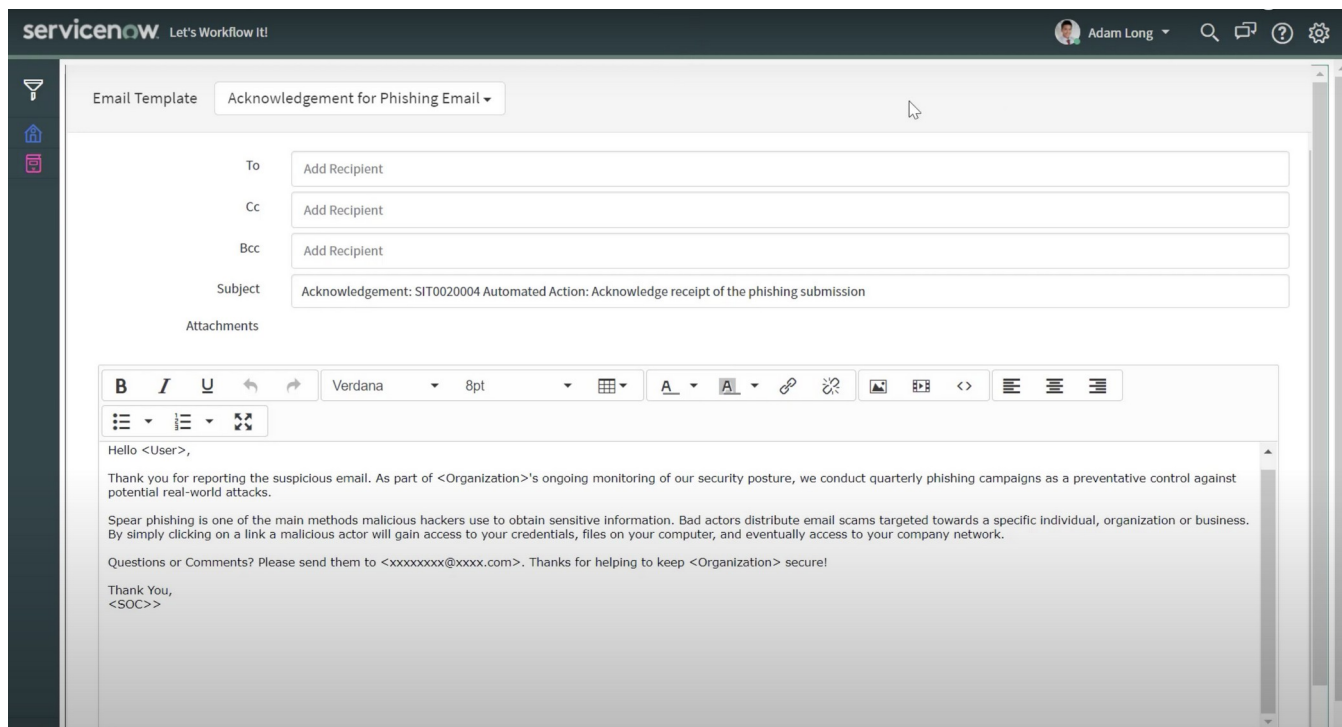 servicenow. Let's Workflow It!
Adam Long
Email Template Acknowledgement for Phishing Email
To Add Recipient
Cc Add Recipient
Bcc Add Recipient
Subject Acknowledgement: SIT0020004 Automated Action: Acknowledge receipt of the phishing submission
Attachments
B I U Verdana 8pt A A <>
Hello <User>,
Thank you for reporting the suspicious email. As part of <Organization>'s ongoing monitoring of our security posture, we conduct quarterly phishing campaigns as a preventative control against
potential real-world attacks.
Spear phishing is one of the main methods malicious hackers use to obtain sensitive information. Bad actors distribute email scams targeted towards a specific individual, organization or business.
By simply clicking on a link a malicious actor will gain access to your credentials, files on your computer, and eventually access to your company network.
Questions or Comments? Please send them to <xxxxxxxx@xxxx.com>. Thanks for helping to keep <Organization> secure!
Thank You,
<SOC>>